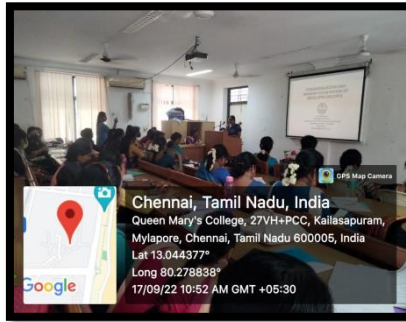 GPS Map Camera
Chennai, Tamil Nadu, India
Queen Mary's College, 27VH+PCC, Kailasapuram,
Mylapore, Chennai, Tamil Nadu 600005, India
Lat 13.044377°
Long 80.278838°
17/09/22 10:52 AM GMT +05:30
Google